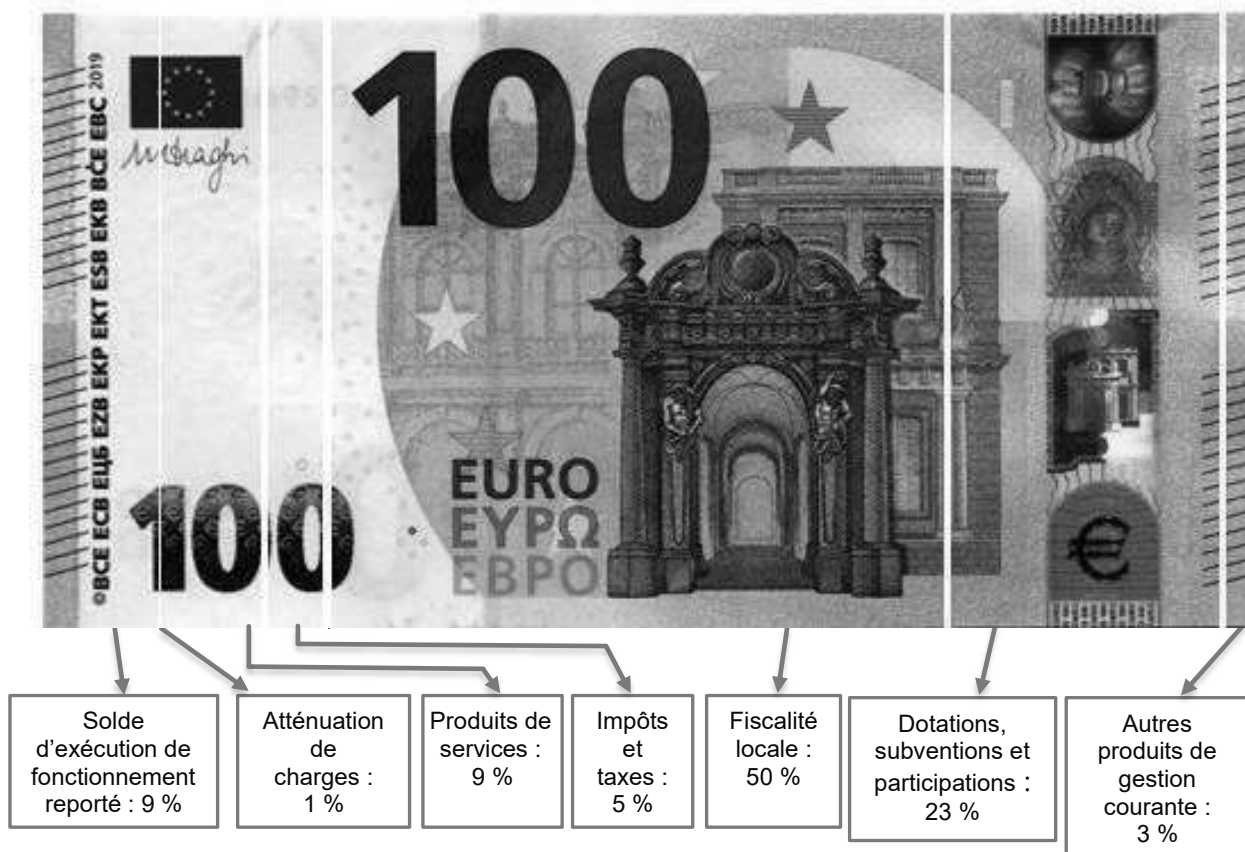 ©BCE ECB ЕЦБ EZB EKP EKT ESB EKB BĊE EBC 2019
100
100
EURO
ΕΥΡΩ
ЕВРО
€
Solde
d’exécution de
fonctionnement
reporté : 9 %
Atténuation
de
charges :
1 %
Produits de
services :
9 %
Impôts
et
taxes :
5 %
Fiscalité
locale :
50 %
Dotations,
subventions et
participations :
23 %
Autres
produits de
gestion
courante :
3 %